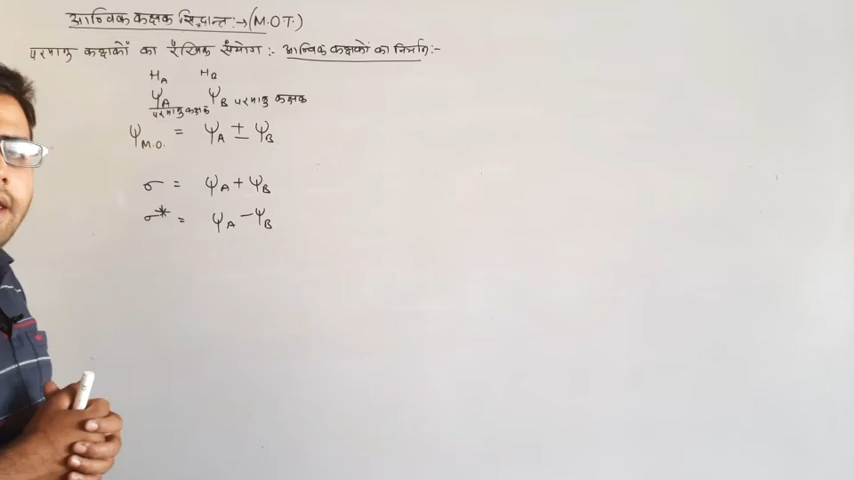 आण्विक कक्षक सिद्धान्त:→(M.O.T.)
परमाणु कक्षकों का रैखिक संयोग:- आण्विक कक्षकों का निर्माण:-
H_A H_B
ψ_A ψ_B परमाणु कक्षक
परमाणु कक्षक
ψ_M.O. = ψ_A ± ψ_B
σ = ψ_A + ψ_B
σ* = ψ_A - ψ_B